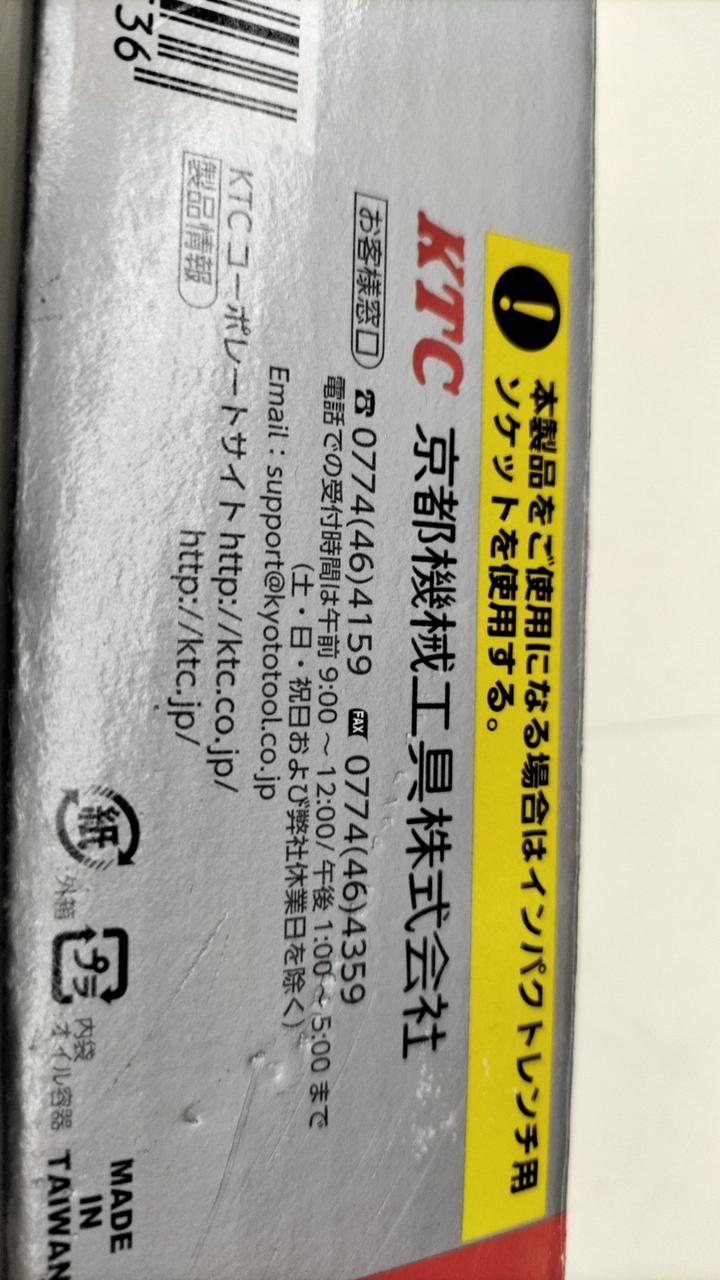 本製品をご使用になる場合はインパクトレンチ用
ソケットを使用する。
KTC 京都機械工具株式会社
お客様窓口 ☎ 0774(46)4159 FAX 0774(46)4359
電話での受付時間は午前 9:00 ～ 12:00/ 午後 1:00～ 5:00 まで
(土・日・祝日および弊社休業日を除く)
Email : support@kyototool.co.jp
KTC コーポレートサイト http://ktc.co.jp/
製品情報 http://ktc.jp/
36
紙
外箱
プラ
内袋
オイル容器
MADE
IN
TAIWAN